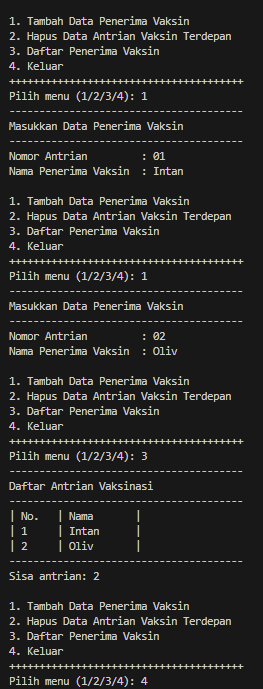 1. Tambah Data Penerima Vaksin
2. Hapus Data Antrian Vaksin Terdepan
3. Daftar Penerima Vaksin
4. Keluar
+++++++++++++++++++++++++++++++++++++++
Pilih menu (1/2/3/4): 1
---------------------------------------
Masukkan Data Penerima Vaksin
---------------------------------------
Nomor Antrian         : 01
Nama Penerima Vaksin  : Intan

1. Tambah Data Penerima Vaksin
2. Hapus Data Antrian Vaksin Terdepan
3. Daftar Penerima Vaksin
4. Keluar
+++++++++++++++++++++++++++++++++++++++
Pilih menu (1/2/3/4): 1
---------------------------------------
Masukkan Data Penerima Vaksin
---------------------------------------
Nomor Antrian         : 02
Nama Penerima Vaksin  : Oliv

1. Tambah Data Penerima Vaksin
2. Hapus Data Antrian Vaksin Terdepan
3. Daftar Penerima Vaksin
4. Keluar
+++++++++++++++++++++++++++++++++++++++
Pilih menu (1/2/3/4): 3
---------------------------------------
Daftar Antrian Vaksinasi
---------------------------------------
| No.   | Nama       |
| 1     | Intan      |
| 2     | Oliv       |
---------------------------------------
Sisa antrian: 2

1. Tambah Data Penerima Vaksin
2. Hapus Data Antrian Vaksin Terdepan
3. Daftar Penerima Vaksin
4. Keluar
+++++++++++++++++++++++++++++++++++++++
Pilih menu (1/2/3/4): 4